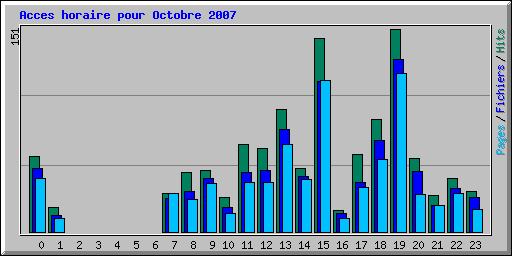 Acces horaire pour Octobre 2007
151
Pages / Fichiers / Hits
0 1 2 3 4 5 6 7 8 9 10 11 12 13 14 15 16 17 18 19 20 21 22 23